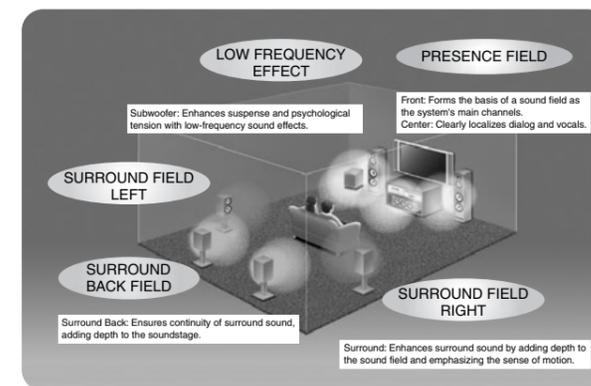 LOW FREQUENCY
EFFECT
PRESENCE FIELD
Subwoofer: Enhances suspense and psychological
tension with low-frequency sound effects.
Front: Forms the basis of a sound field as
the system's main channels.
Center: Clearly localizes dialog and vocals.
SURROUND FIELD
LEFT
SURROUND
BACK FIELD
SURROUND FIELD
RIGHT
Surround Back: Ensures continuity of surround sound,
adding depth to the soundstage.
Surround: Enhances surround sound by adding depth to
the sound field and emphasizing the sense of motion.